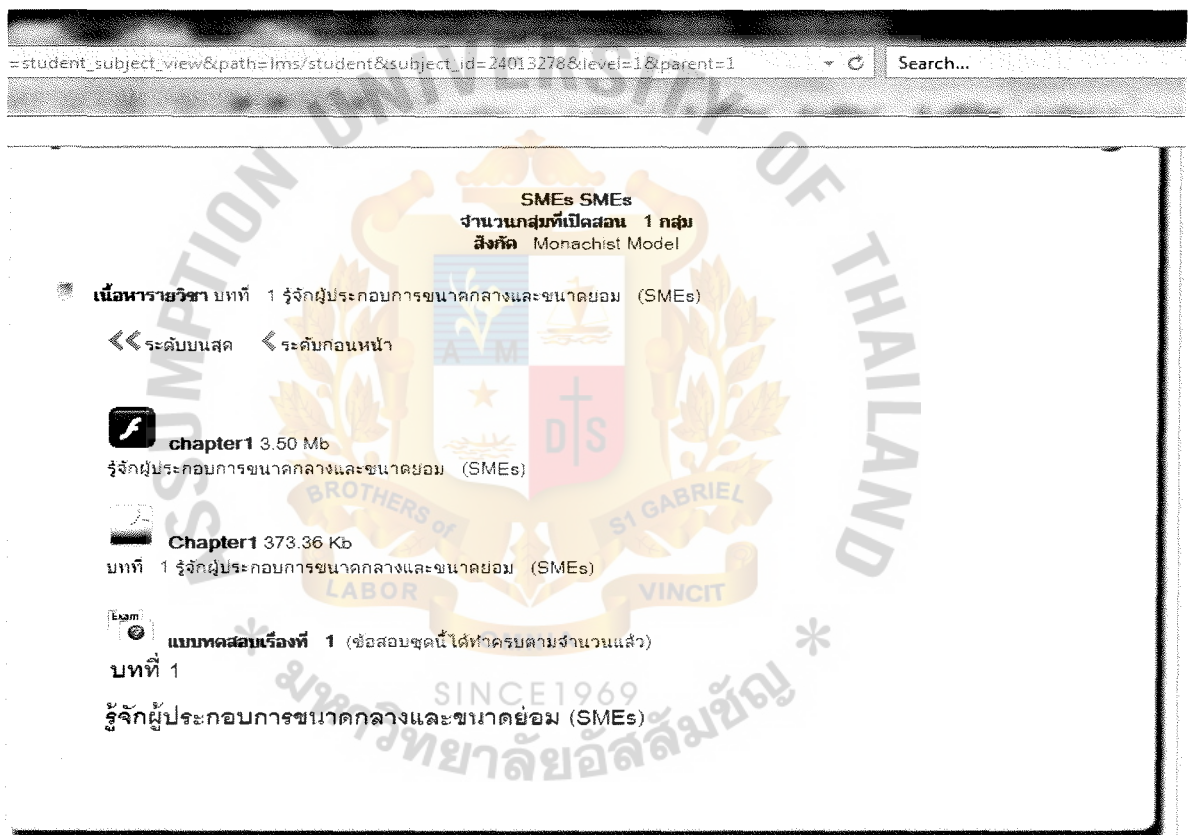 =student_subject_view&path=lms/student&subject_id=24013278&level=1&parent=1
Search...
SMEs SMEs
จำนวนกลุ่มที่เปิดสอน 1 กลุ่ม
สังกัด Monachist Model
เนื้อหารายวิชา บทที่ 1 รู้จักผู้ประกอบการขนาดกลางและขนาดยอม (SMEs)
ระดับบนสุด ระดับกอนหน้า
chapter1 3.50 Mb
รู้จักผู้ประกอบการขนาดกลางและขนาดยอม (SMEs)
Chapter1 373.36 Kb
บทที่ 1 รู้จักผู้ประกอบการขนาดกลางและขนาดยอม (SMEs)
Exam
แบบทดสอบเรื่องที่ 1 (ข้อสอบชุดนี้ได้ทำครบตามจำนวนแล้ว)
บทที่ 1
รู้จักผู้ประกอบการขนาดกลางและขนาดย่อม (SMEs)
ASSUMPTION UNIVERSITY OF THAILAND
A M
D S
BROTHERS of ST GABRIEL
LABOR VINCIT
SINCE 1969